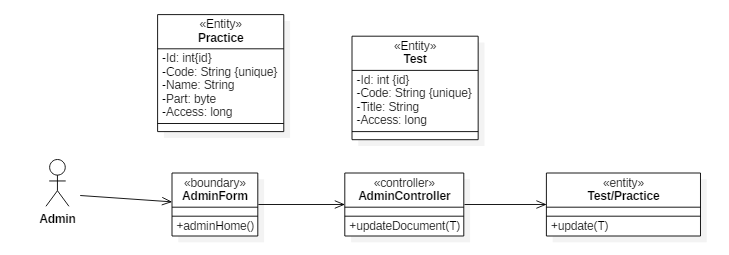 «Entity»
Practice
-Id: int{id}
-Code: String {unique}
-Name: String
-Part: byte
-Access: long
«Entity»
Test
-Id: int {id}
-Code: String {unique}
-Title: String
-Access: long
Admin
«boundary»
AdminForm
+adminHome()
«controller»
AdminController
+updateDocument(T)
«entity»
Test/Practice
+update(T)